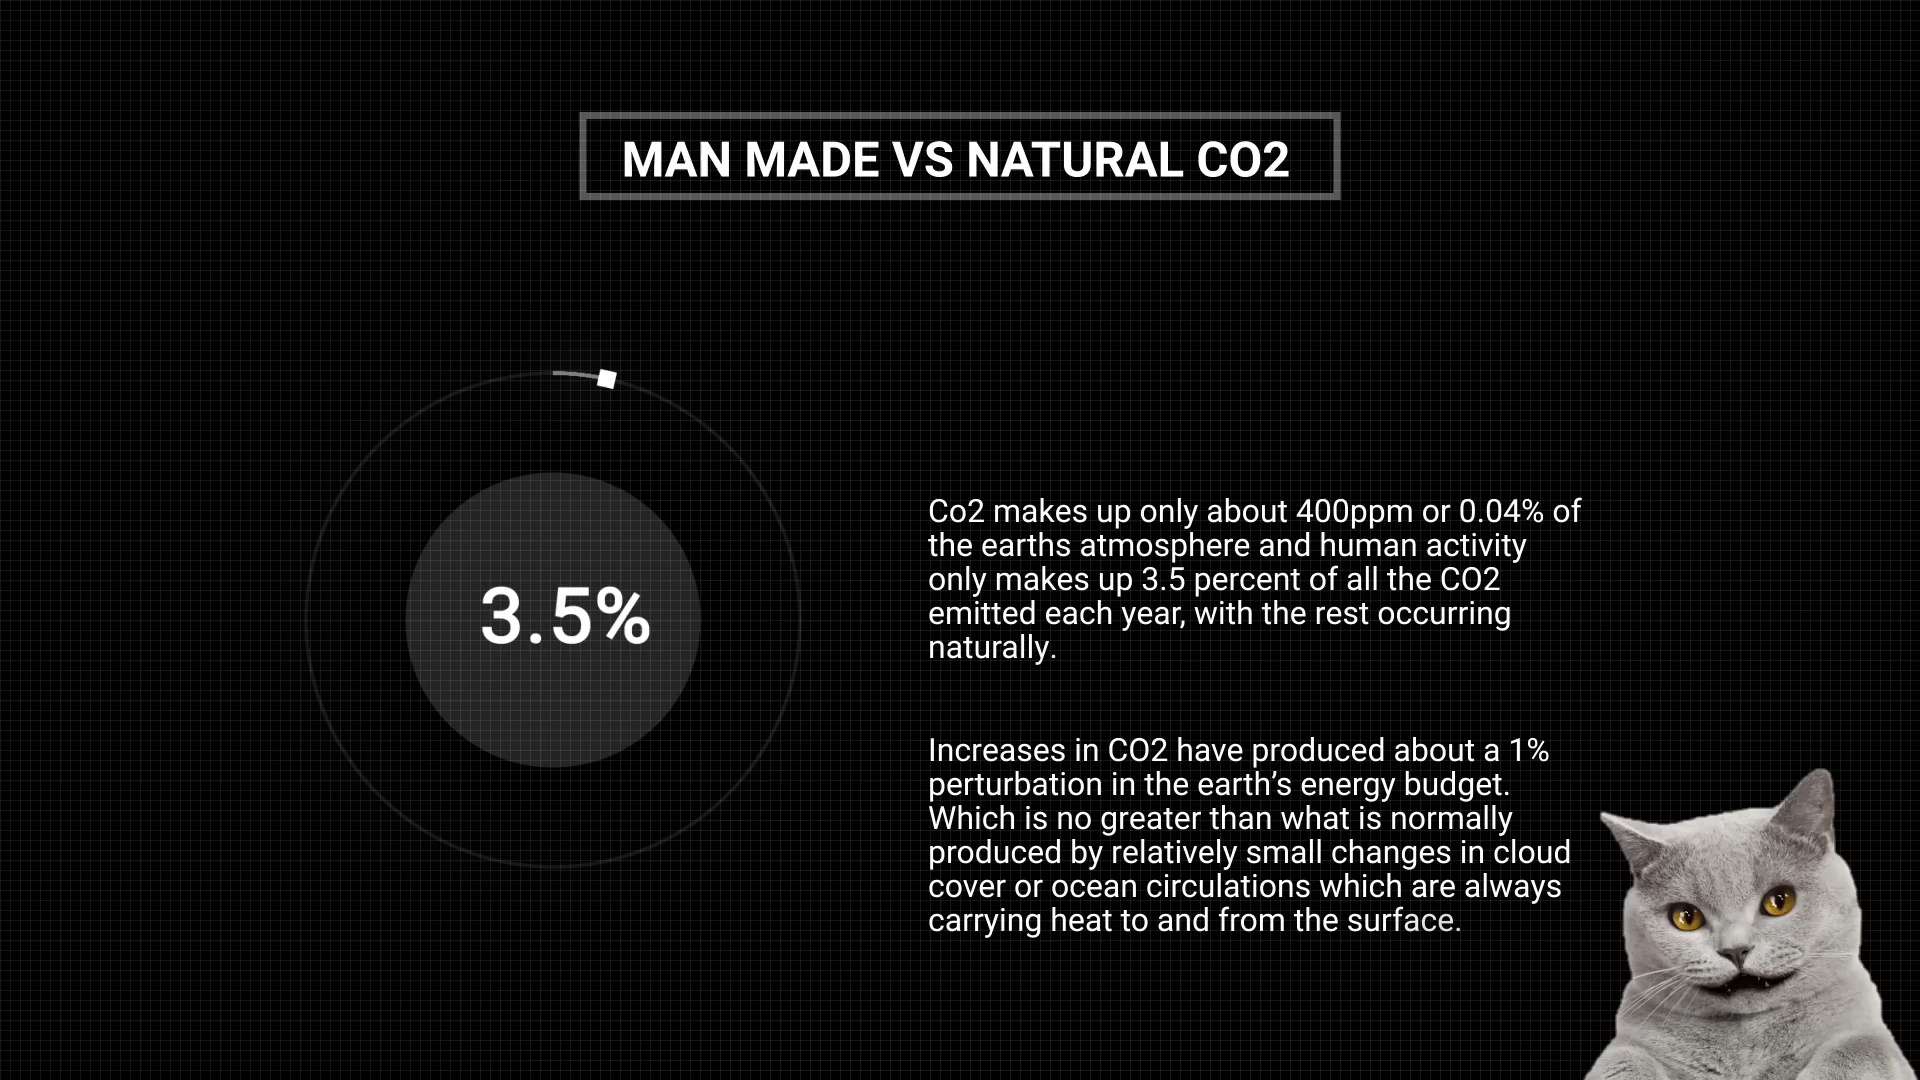 MAN MADE VS NATURAL CO2
3.5%
Co2 makes up only about 400ppm or 0.04% of
the earths atmosphere and human activity
only makes up 3.5 percent of all the CO2
emitted each year, with the rest occurring
naturally.
Increases in CO2 have produced about a 1%
perturbation in the earth’s energy budget.
Which is no greater than what is normally
produced by relatively small changes in cloud
cover or ocean circulations which are always
carrying heat to and from the surface.